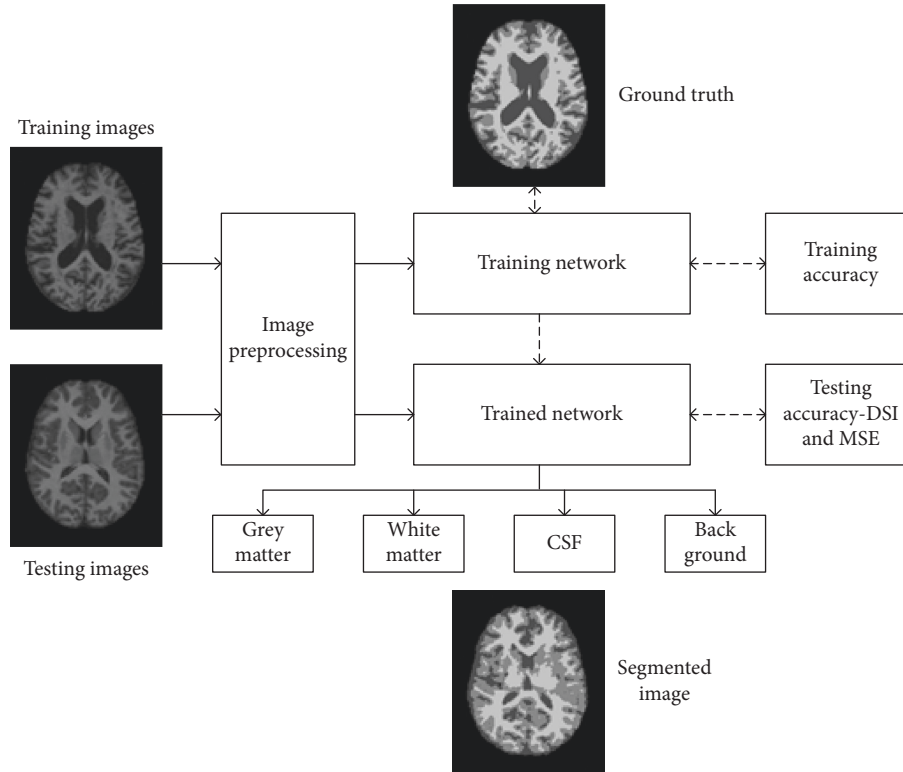 Ground truth
Training images
Training network
Training
accuracy
Image
preprocessing
Trained network
Testing
accuracy-DSI
and MSE
Grey
matter
White
matter
CSF
Back
ground
Testing images
Segmented
image